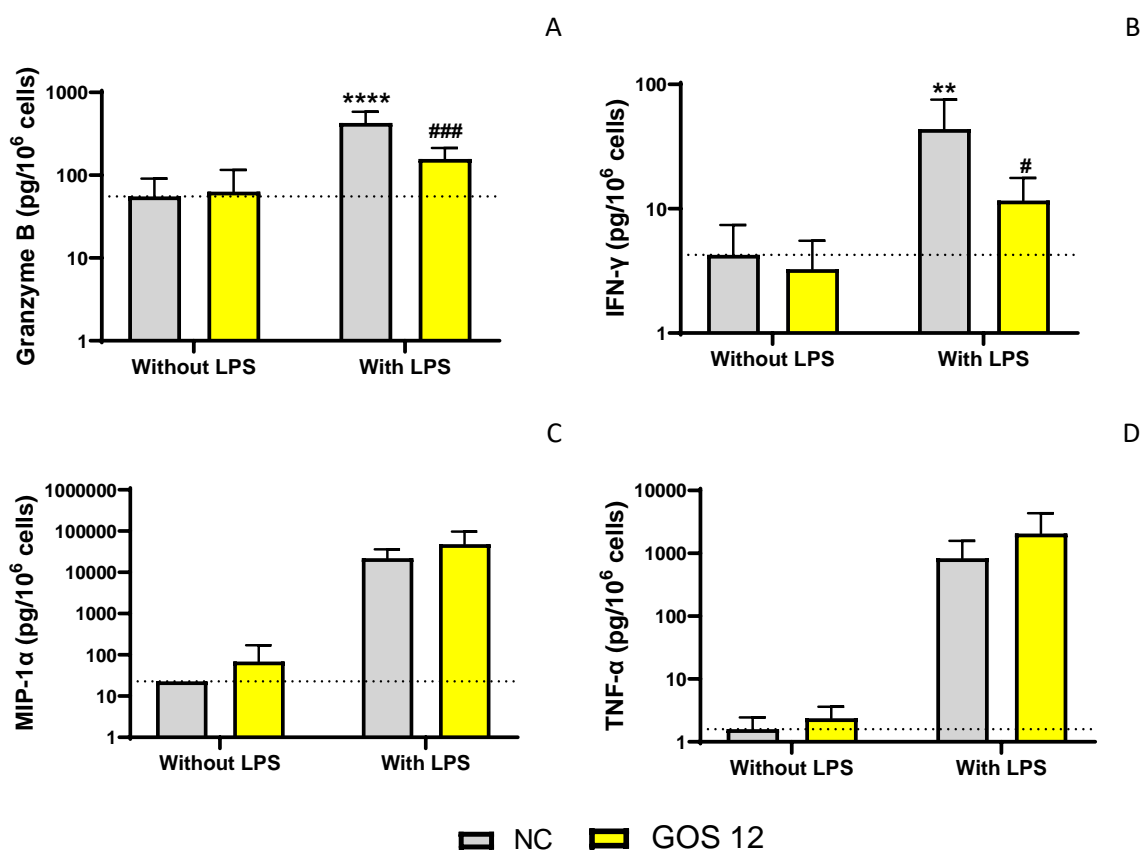 A
Granzyme B (pg/10⁶ cells)
1000
100
10
1
****
###
Without LPS
With LPS
B
IFN-γ (pg/10⁶ cells)
100
10
1
**
#
Without LPS
With LPS
C
MIP-1α (pg/10⁶ cells)
1000000
100000
10000
1000
100
10
1
Without LPS
With LPS
D
TNF-α (pg/10⁶ cells)
10000
1000
100
10
1
Without LPS
With LPS
NC GOS 12